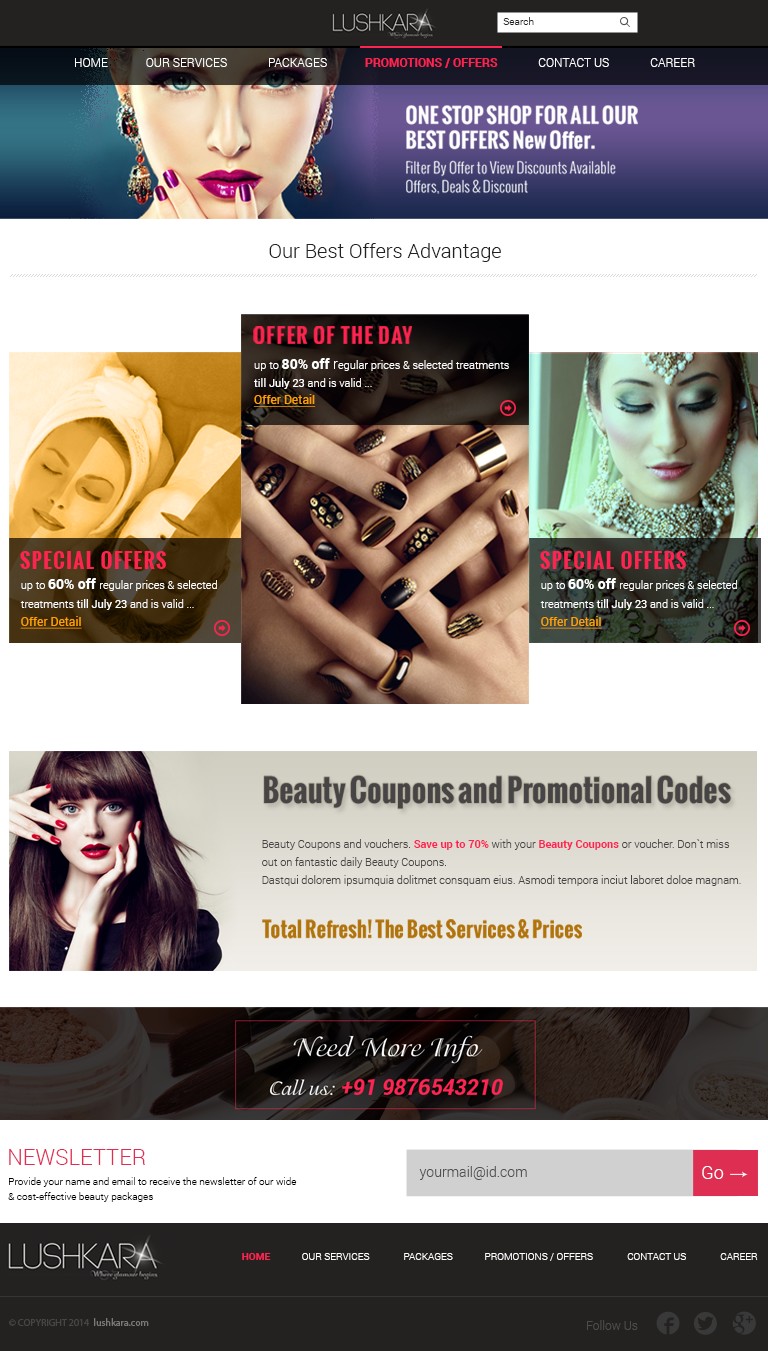 LUSHKARA
Where glamour begins
Search
HOME OUR SERVICES PACKAGES PROMOTIONS / OFFERS CONTACT US CAREER
ONE STOP SHOP FOR ALL OUR
BEST OFFERS New Offer.
Filter By Offer to View Discounts Available
Offers, Deals & Discount
Our Best Offers Advantage
OFFER OF THE DAY
up to 80% off regular prices & selected treatments
till July 23 and is valid ...
Offer Detail
SPECIAL OFFERS
up to 60% off regular prices & selected
treatments till July 23 and is valid ...
Offer Detail
SPECIAL OFFERS
up to 60% off regular prices & selected
treatments till July 23 and is valid ...
Offer Detail
Beauty Coupons and Promotional Codes
Beauty Coupons and vouchers. Save up to 70% with your Beauty Coupons or voucher. Don`t miss
out on fantastic daily Beauty Coupons.
Dastqui dolorem ipsumquia dolitmet consquam eius. Asmodi tempora inciut laboret doloe magnam.
Total Refresh! The Best Services & Prices
Need More Info
Call us: +91 9876543210
NEWSLETTER
Provide your name and email to receive the newsletter of our wide
& cost-effective beauty packages
yourmail@id.com
Go →
LUSHKARA
Where glamour begins
HOME OUR SERVICES PACKAGES PROMOTIONS / OFFERS CONTACT US CAREER
© COPYRIGHT 2014 lushkara.com
Follow Us